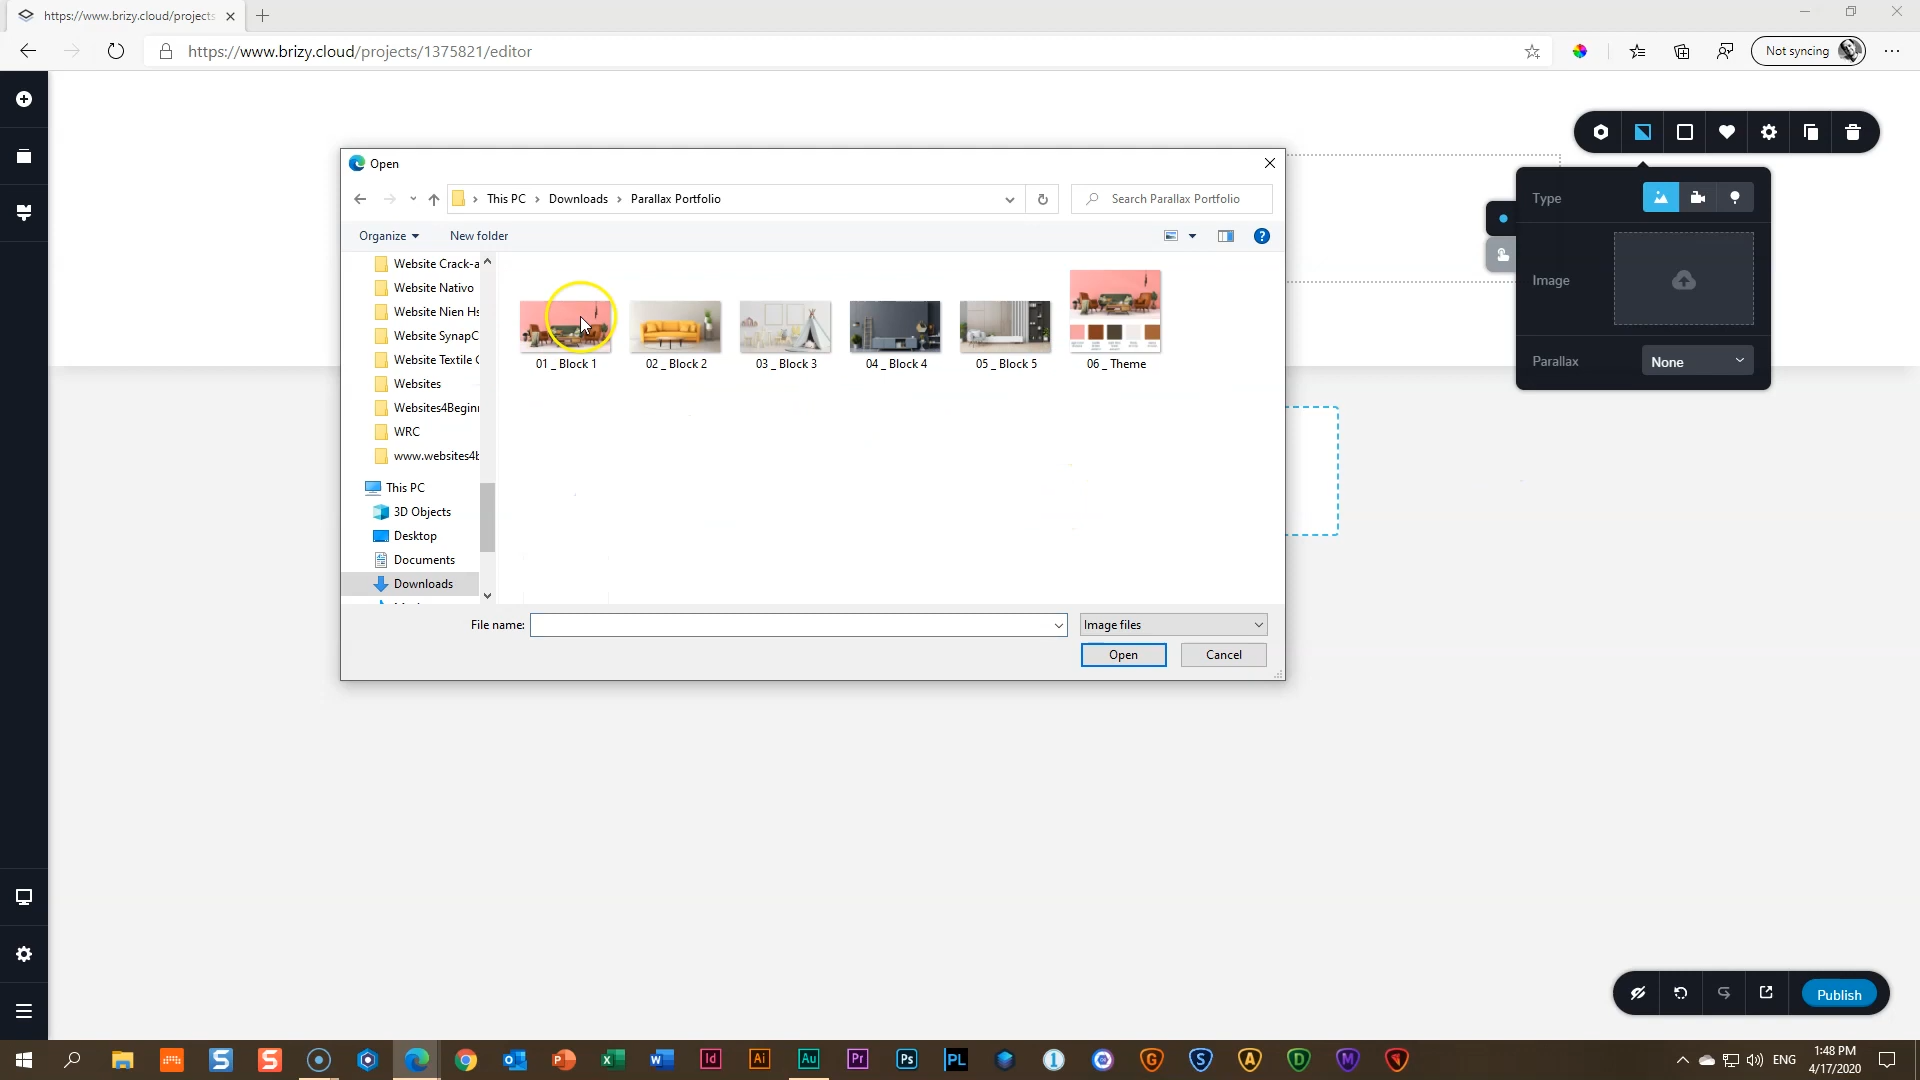 https://www.brizy.cloud/projects
https://www.brizy.cloud/projects/1375821/editor
Not syncing
Open
This PC
Downloads
Parallax Portfolio
Search Parallax Portfolio
Organize
New folder
Website Crack-a
Website Nativo
Website Nien Hs
Website SynapC
Website Textile
Websites
Websites4Begin
WRC
www.websites4b
This PC
3D Objects
Desktop
Documents
Downloads
01 _ Block 1
02 _ Block 2
03 _ Block 3
04 _ Block 4
05 _ Block 5
06 _ Theme
File name:
Image files
Open
Cancel
Type
Image
Parallax
None
Publish
ENG
1:48 PM
4/17/2020